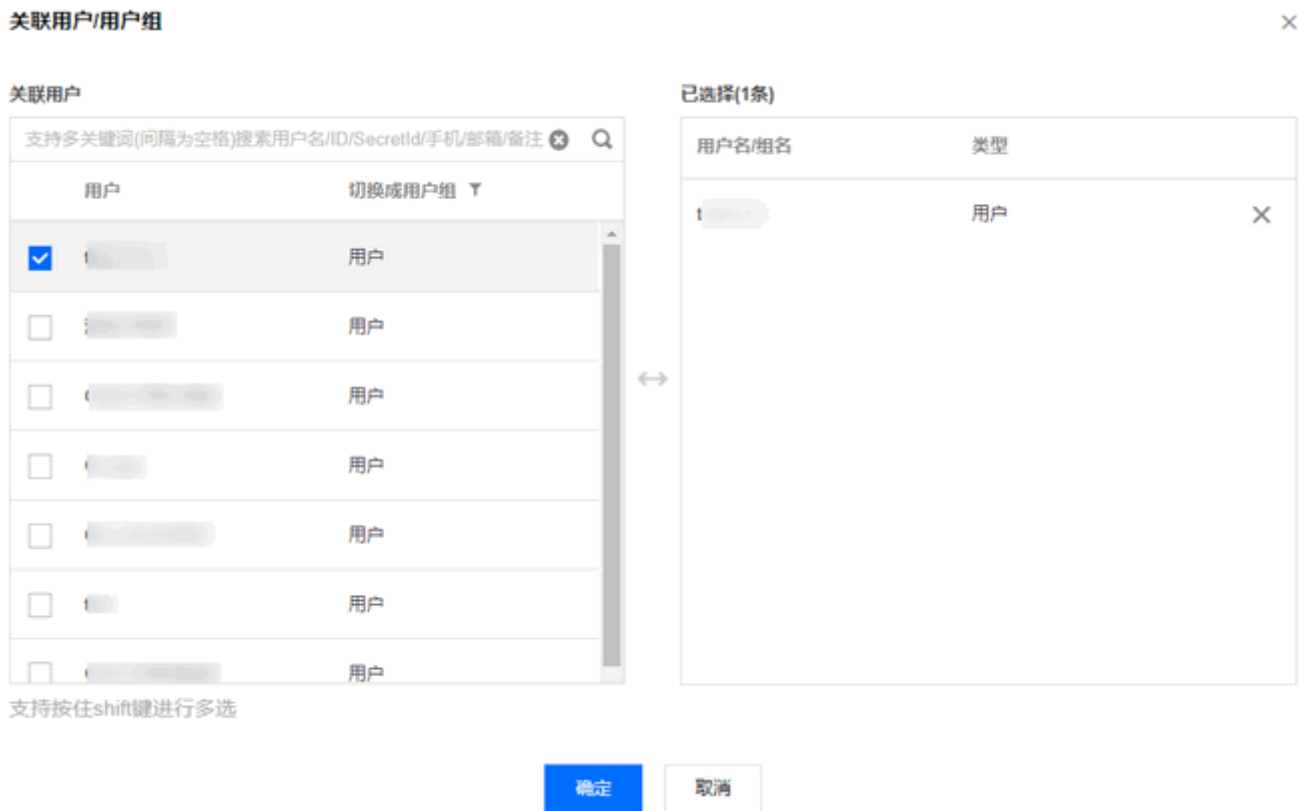 关联用户/用户组
关联用户
支持多关键词(间隔为空格)搜索用户名/ID/SecretId/手机/邮箱/备注
用户 切换成用户组
用户
用户
用户
用户
用户
用户
用户
支持按住shift键进行多选
已选择(1条)
用户名/组名 类型
t 用户
确定 取消